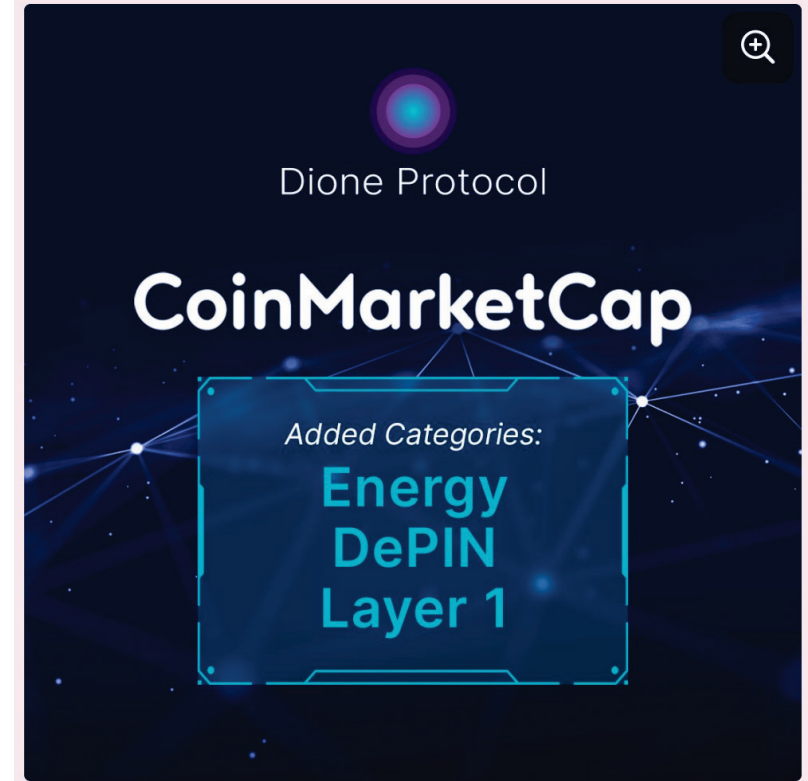 Dione Protocol
CoinMarketCap
Added Categories:
Energy
DePIN
Layer 1